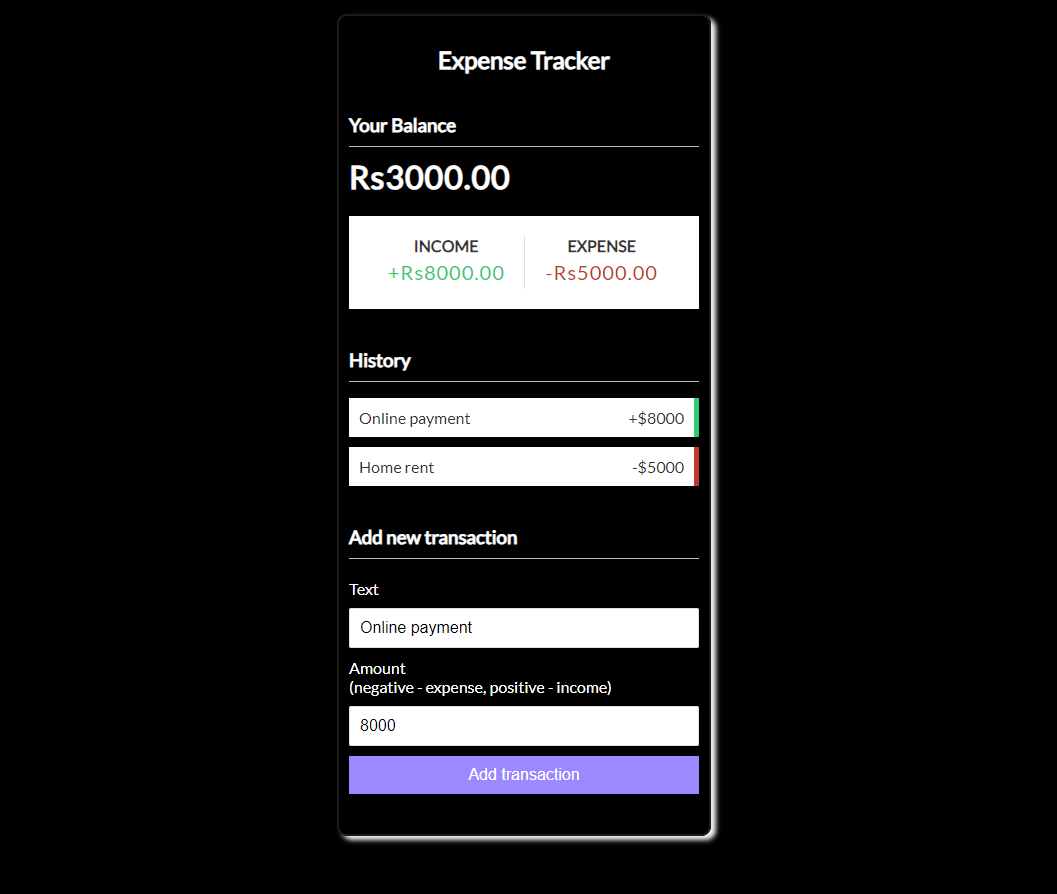 Expense Tracker
Your Balance
Rs3000.00
INCOME EXPENSE
+Rs8000.00 -Rs5000.00
History
Online payment +$8000
Home rent -$5000
Add new transaction
Text
Online payment
Amount
(negative - expense, positive - income)
8000
Add transaction